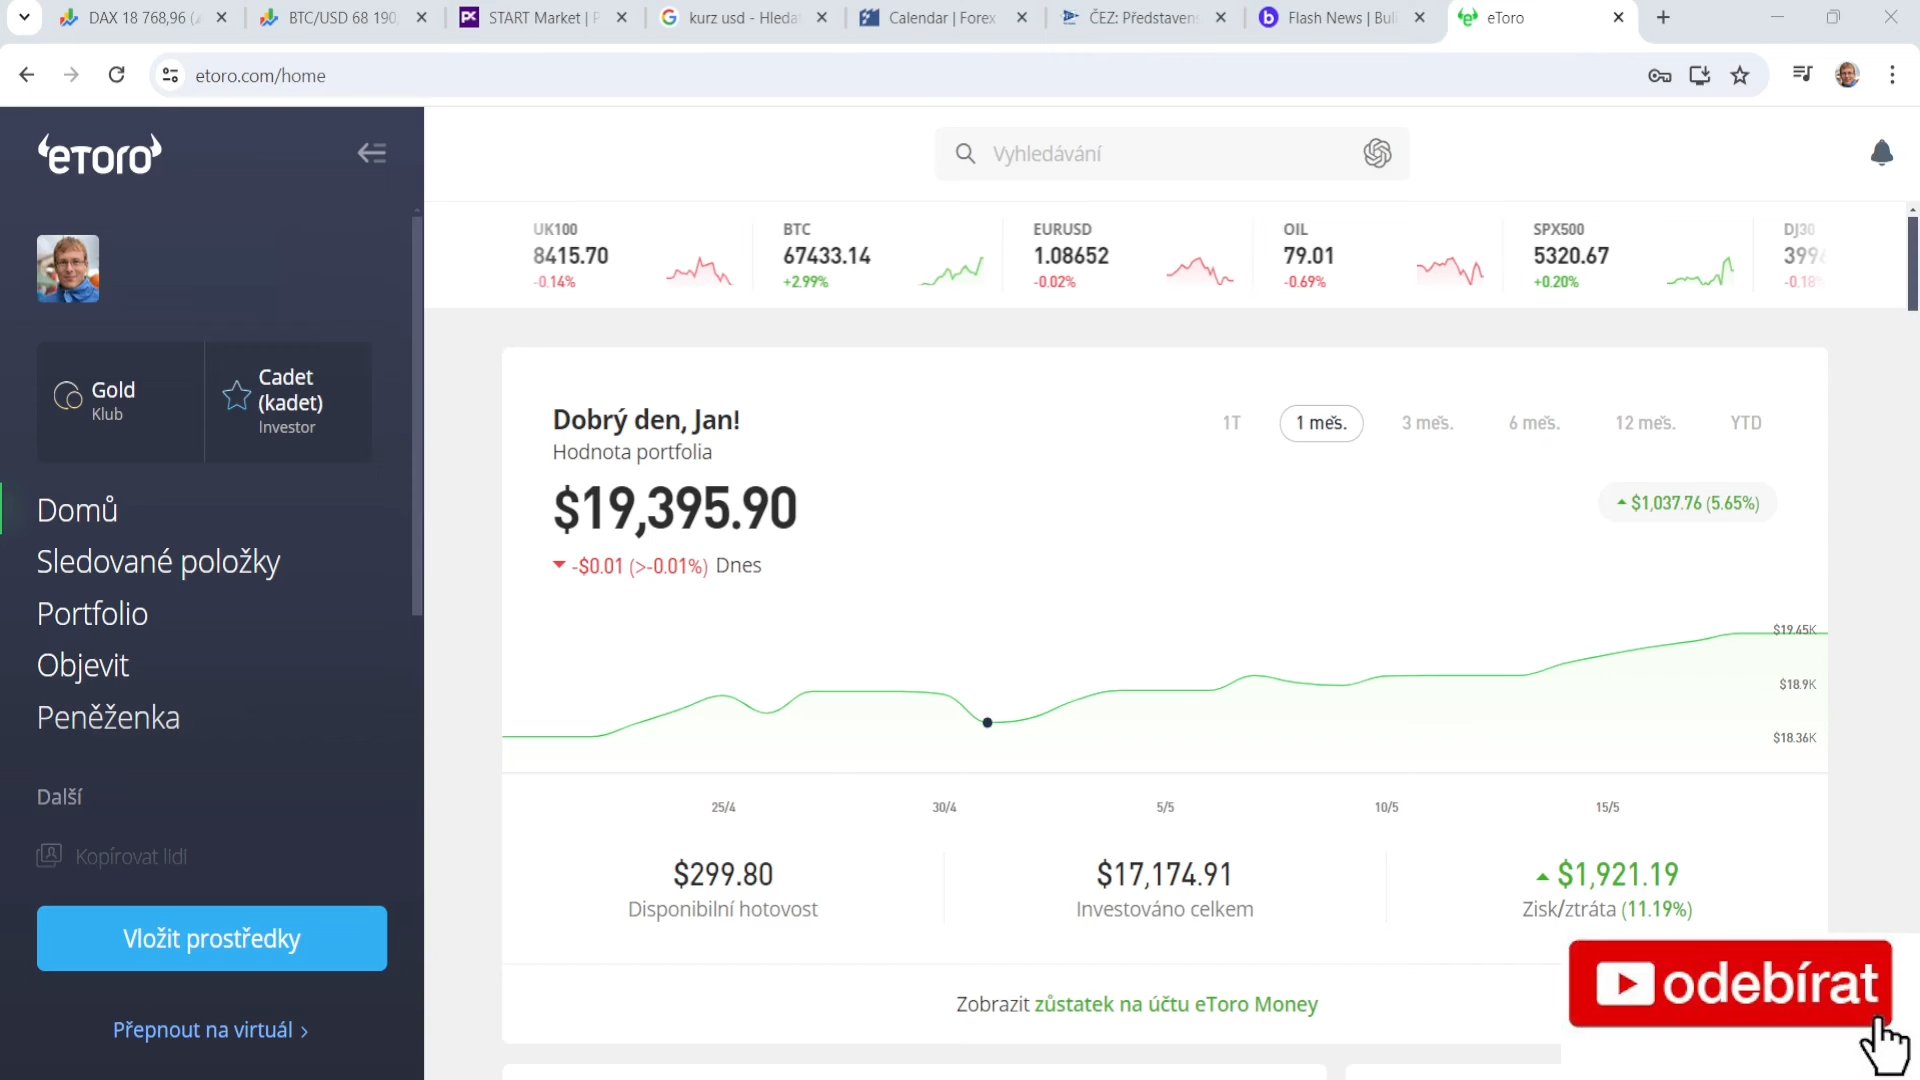 DAX 18 768,96
BTC/USD 68 190
START Market |
kurz usd - Hleda
Calendar | Forex
ČEZ: Představens
Flash News | Bul
eToro
etoro.com/home
eToro
Vyhledávání
UK100
8415.70
-0.14%
BTC
67433.14
+2.99%
EURUSD
1.08652
-0.02%
OIL
79.01
-0.69%
SPX500
5320.67
+0.20%
DJ30
-0.18%
Gold
Klub
Cadet
(kadet)
Investor
Domů
Sledované položky
Portfolio
Objevit
Peněženka
Další
Kopírovat lidi
Vložit prostředky
Přepnout na virtuál >
Dobrý den, Jan!
Hodnota portfolia
$19,395.90
-$0.01 (>-0.01%) Dnes
1T
1 měs.
3 měs.
6 měs.
12 měs.
YTD
$1,037.76 (5.65%)
$19.45K
$18.9K
$18.36K
25/4
30/4
5/5
10/5
15/5
$299.80
Disponibilní hotovost
$17,174.91
Investováno celkem
$1,921.19
Zisk/ztráta (11.19%)
Zobrazit zůstatek na účtu eToro Money
odebírat